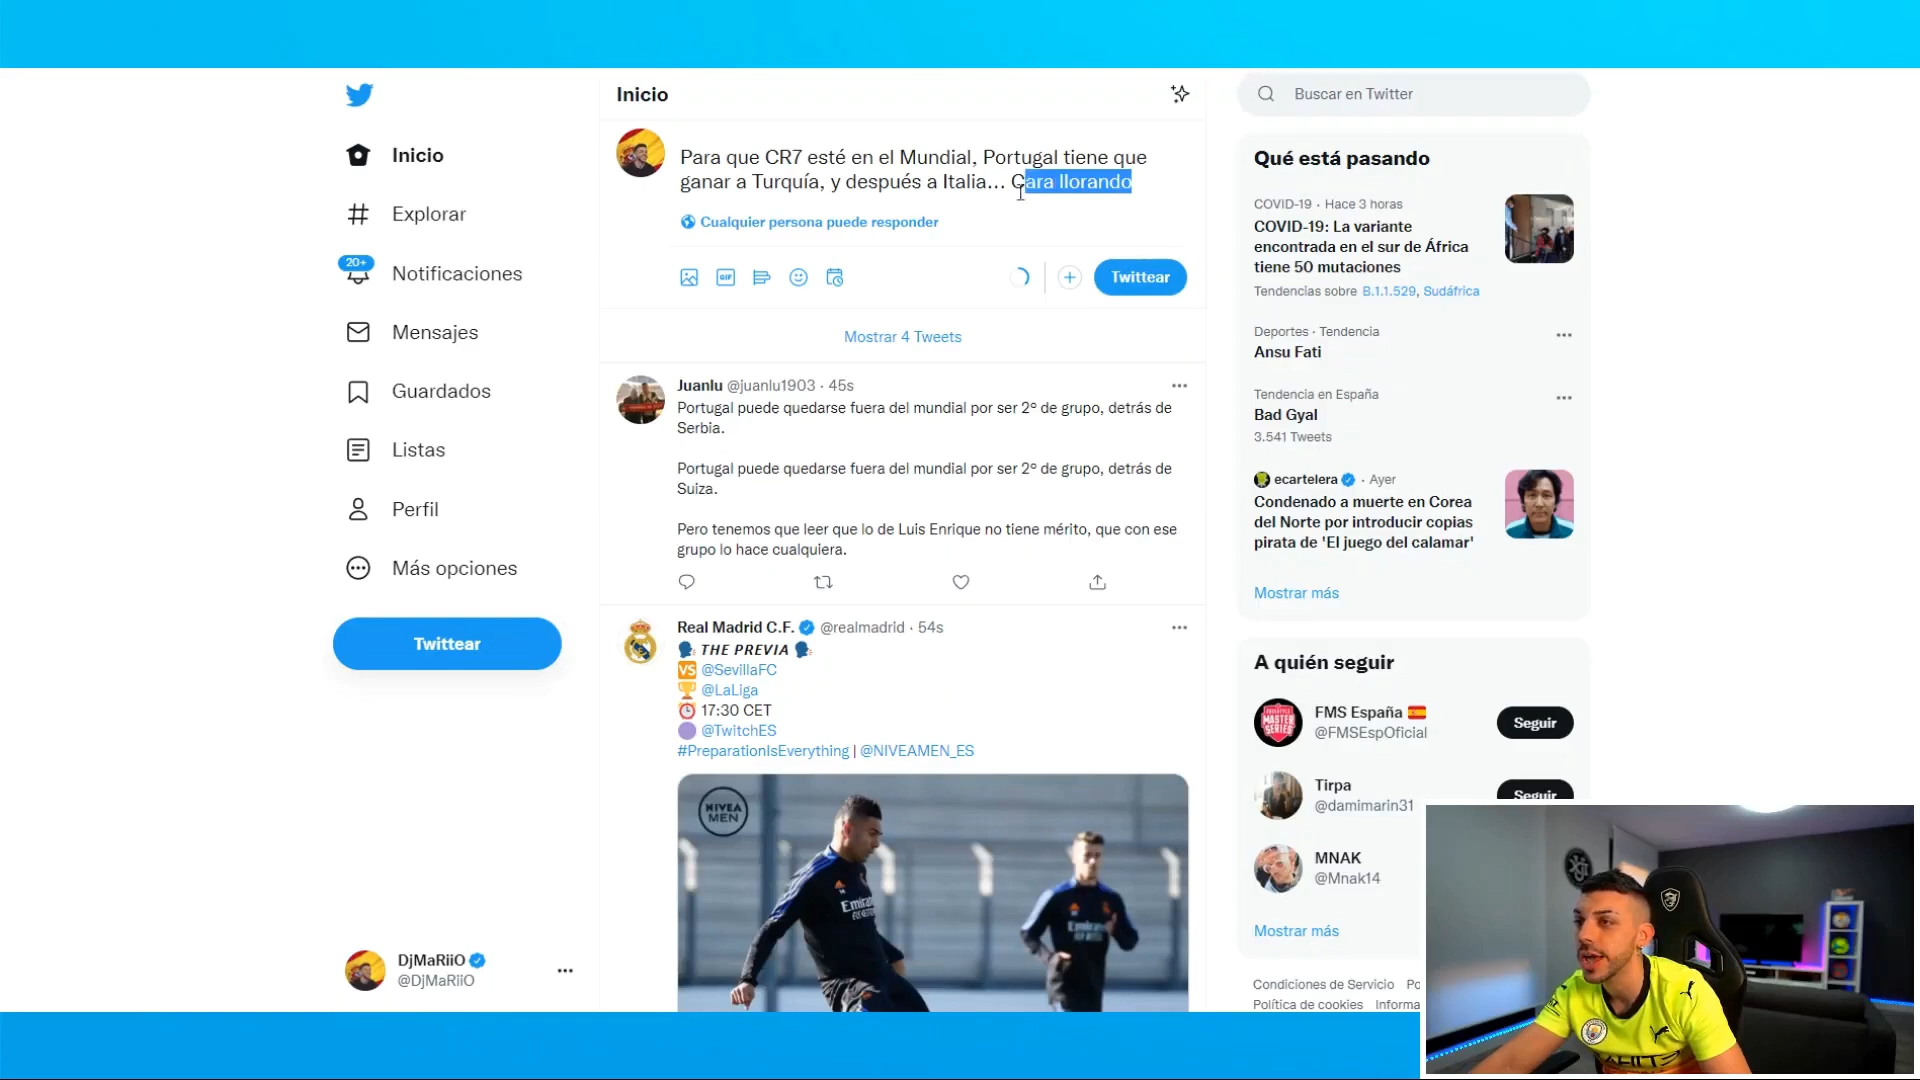 Inicio
Explorar
20+
Notificaciones
Mensajes
Guardados
Listas
Perfil
Más opciones
Twittear
DjMaRiiO
@DjMaRiiO
Inicio
Para que CR7 esté en el Mundial, Portugal tiene que
ganar a Turquía, y después a Italia... Cara llorando
Cualquier persona puede responder
GIF
Twittear
Mostrar 4 Tweets
Juanlu @juanlu1903 · 45s
Portugal puede quedarse fuera del mundial por ser 2º de grupo, detrás de
Serbia.
Portugal puede quedarse fuera del mundial por ser 2º de grupo, detrás de
Suiza.
Pero tenemos que leer que lo de Luis Enrique no tiene mérito, que con ese
grupo lo hace cualquiera.
Real Madrid C.F. @realmadrid · 54s
THE PREVIA
VS @SevillaFC
@LaLiga
17:30 CET
@TwitchES
#PreparationIsEverything | @NIVEAMEN_ES
NIVEA
MEN
Emirates
Buscar en Twitter
Qué está pasando
COVID-19 · Hace 3 horas
COVID-19: La variante
encontrada en el sur de África
tiene 50 mutaciones
Tendencias sobre B.1.1.529, Sudáfrica
Deportes · Tendencia
Ansu Fati
Tendencia en España
Bad Gyal
3.541 Tweets
ecartelera · Ayer
Condenado a muerte en Corea
del Norte por introducir copias
pirata de 'El juego del calamar'
Mostrar más
A quién seguir
FMS España
@FMSEspOficial
Seguir
Tirpa
@damimarin31
Seguir
MNAK
@Mnak14
Mostrar más
Condiciones de Servicio Po
Política de cookies Informa